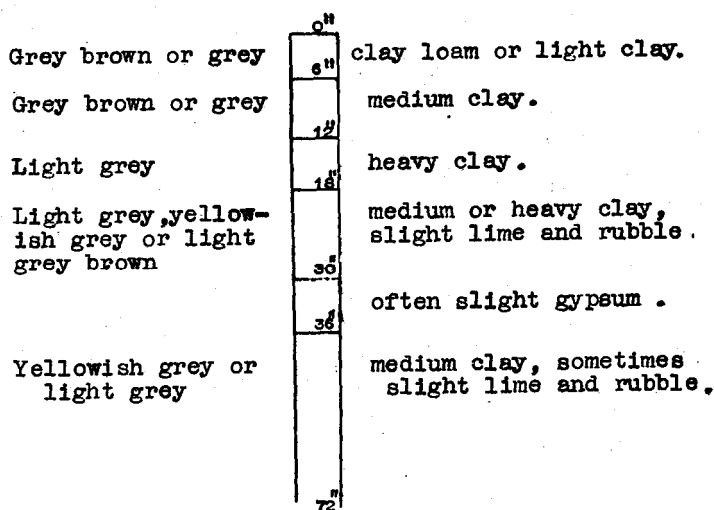 0"
Grey brown or grey
clay loam or light clay.
6"
Grey brown or grey
medium clay.
12"
Light grey
heavy clay.
18"
Light grey,yellow-
ish grey or light
grey brown
medium or heavy clay,
slight lime and rubble.
30"
often slight gypsum .
36"
Yellowish grey or
light grey
medium clay, sometimes
slight lime and rubble.
72"